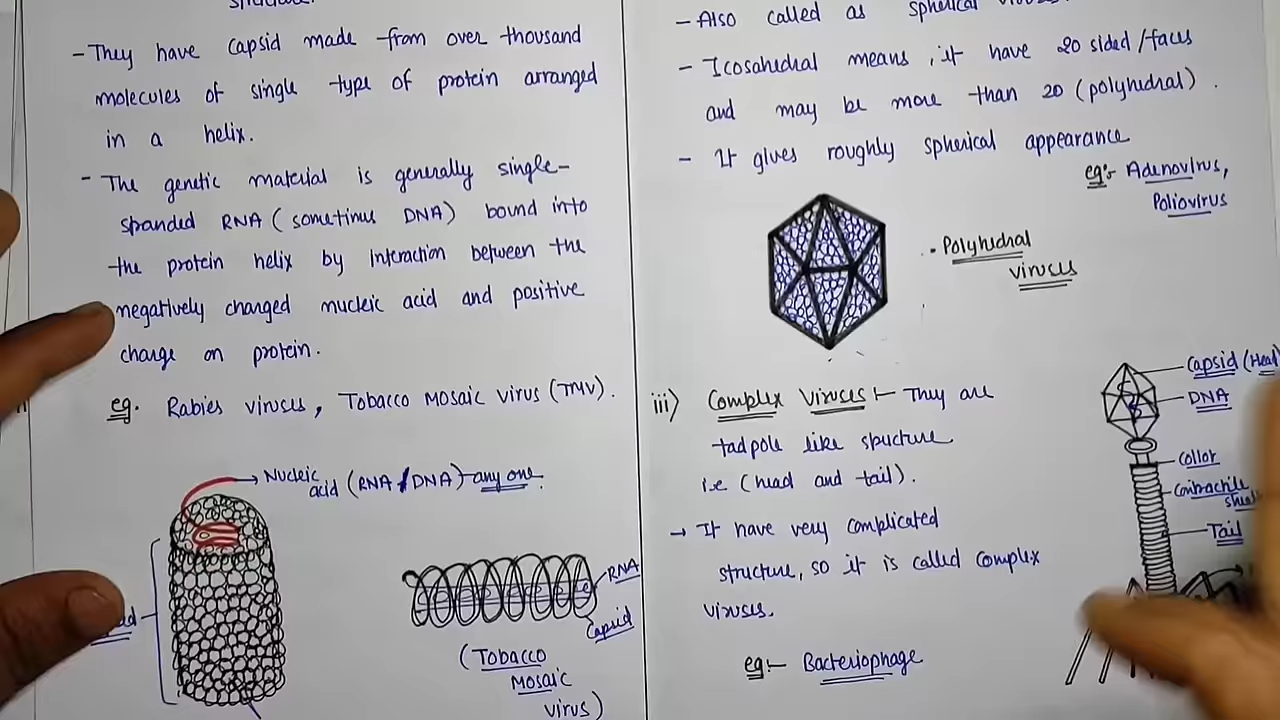 - They have capsid made from over thousand
molecules of single type of protein arranged
in a helix.
- The genetic material is generally single-
stranded RNA (sometimes DNA) bound into
the protein helix by interaction between the
negatively charged nucleic acid and positive
charge on protein.
eg. Rabies viruses, Tobacco Mosaic virus (TMV).
Nucleic
acid (RNA/DNA) any one.
RNA
Capsid
(Tobacco
Mosaic
virus)
- Also called as spherical
- Icosahedral means, it have 20 sided/faces
and may be more than 20 (polyhedral).
- It gives roughly spherical appearance
eg:- Adenovirus,
Poliovirus
- Polyhedral
viruses
iii) Complex Viruses :- They are
tadpole like structure
i.e (head and tail).
→ It have very complicated
structure, so it is called complex
viruses.
eg:- Bacteriophage
Capsid (Head
DNA
Collar
Contractile
Tail